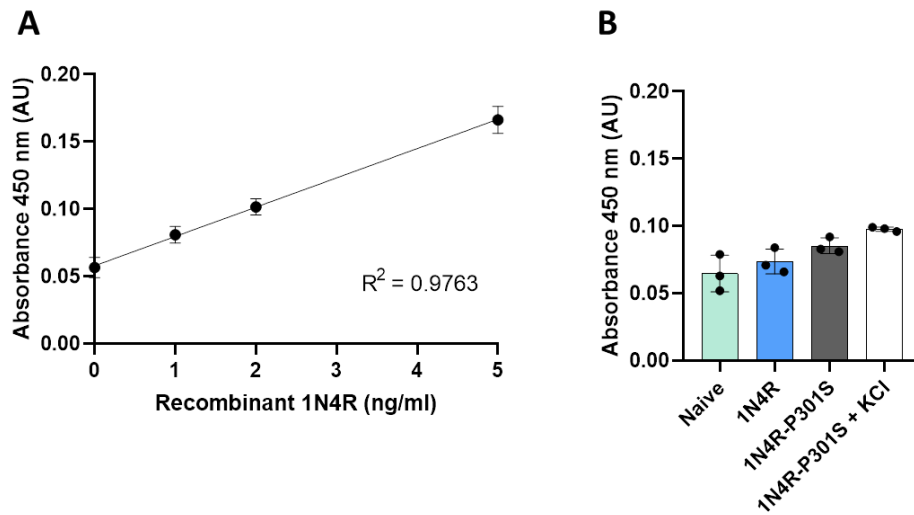 A
Absorbance 450 nm (AU)
0.20
0.15
0.10
0.05
0.00
R² = 0.9763
0 1 2 3 4 5
Recombinant 1N4R (ng/ml)
B
Absorbance 450 nm (AU)
0.20
0.15
0.10
0.05
0.00
Naive
1N4R
1N4R-P301S
1N4R-P301S + KCl